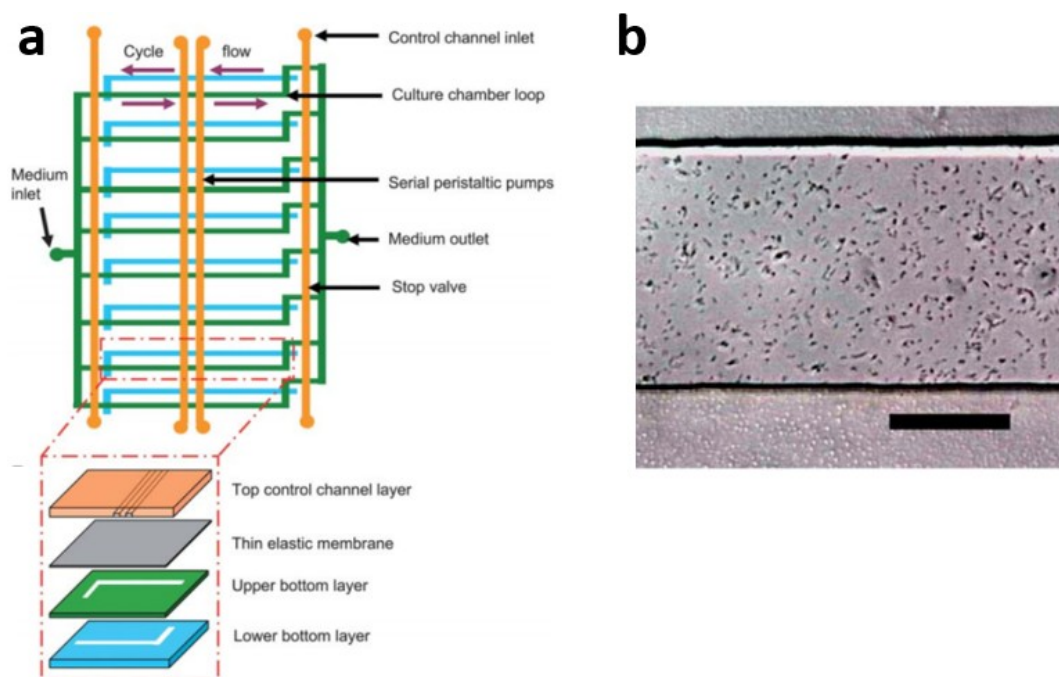 a
b
Cycle
flow
Control channel inlet
Culture chamber loop
Medium
inlet
Serial peristaltic pumps
Medium outlet
Stop valve
Top control channel layer
Thin elastic membrane
Upper bottom layer
Lower bottom layer